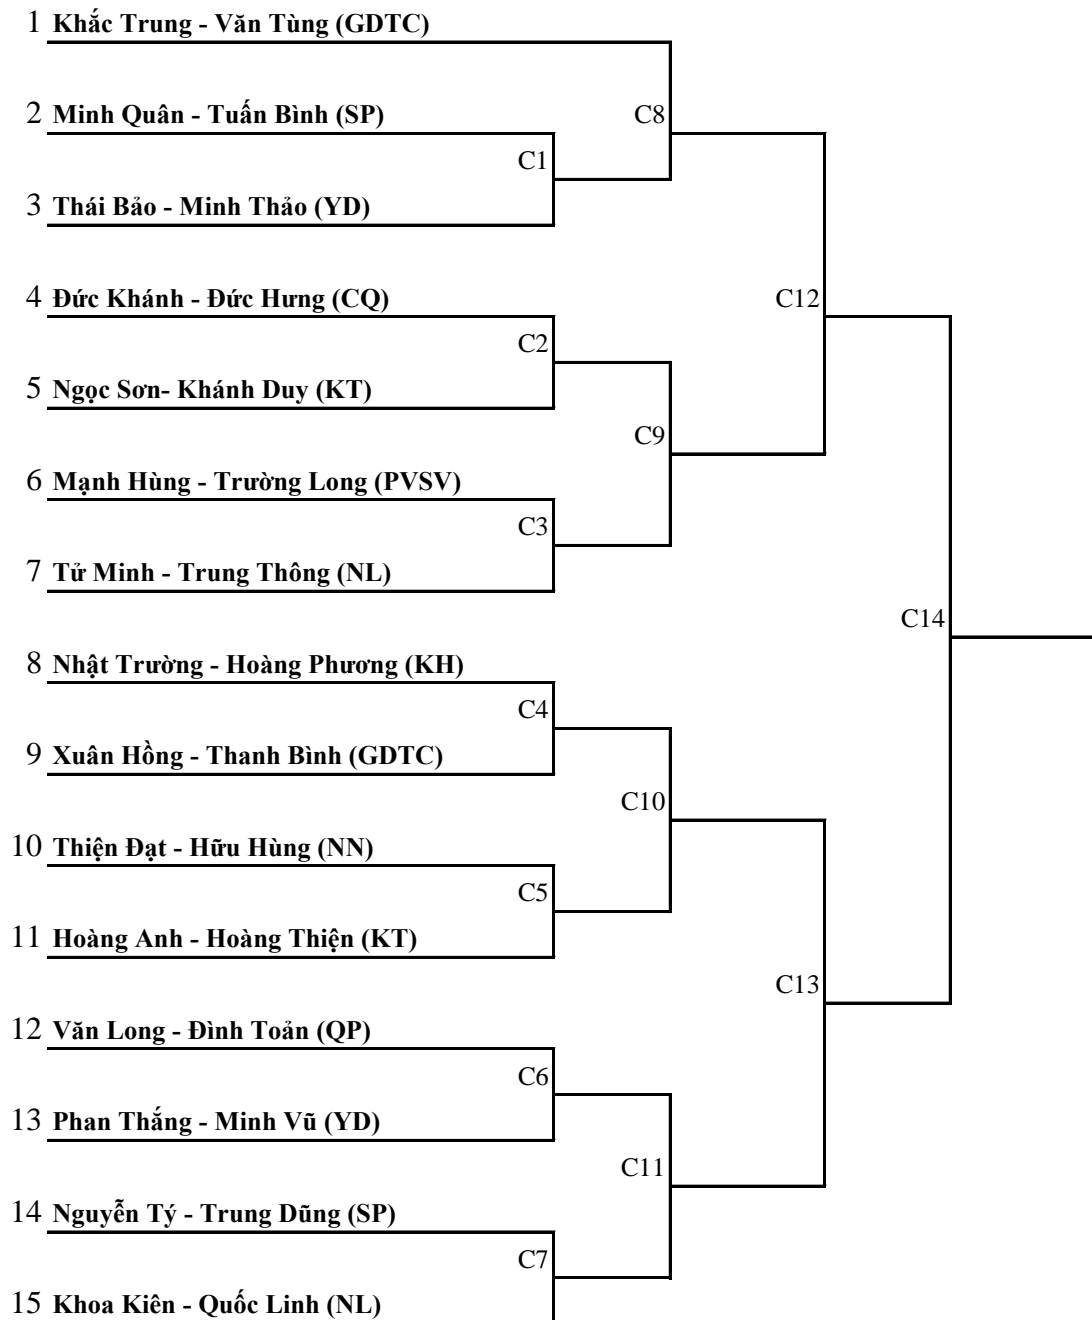 1 Khắc Trung - Văn Tùng (GDTC)
2 Minh Quân - Tuấn Bình (SP)
C8
C1
3 Thái Bảo - Minh Thảo (YD)
4 Đức Khánh - Đức Hưng (CQ)
C12
C2
5 Ngọc Sơn- Khánh Duy (KT)
C9
6 Mạnh Hùng - Trường Long (PVSV)
C3
7 Tử Minh - Trung Thông (NL)
C14
8 Nhật Trường - Hoàng Phương (KH)
C4
9 Xuân Hồng - Thanh Bình (GDTC)
C10
10 Thiện Đạt - Hữu Hùng (NN)
C5
11 Hoàng Anh - Hoàng Thiện (KT)
C13
12 Văn Long - Đình Toản (QP)
C6
13 Phan Thắng - Minh Vũ (YD)
C11
14 Nguyễn Tý - Trung Dũng (SP)
C7
15 Khoa Kiên - Quốc Linh (NL)